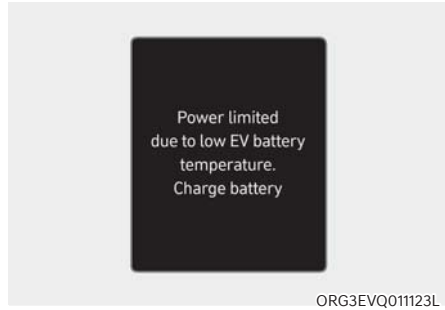 Power limited
due to low EV battery
temperature.
Charge battery
ORG3EVQ011123L